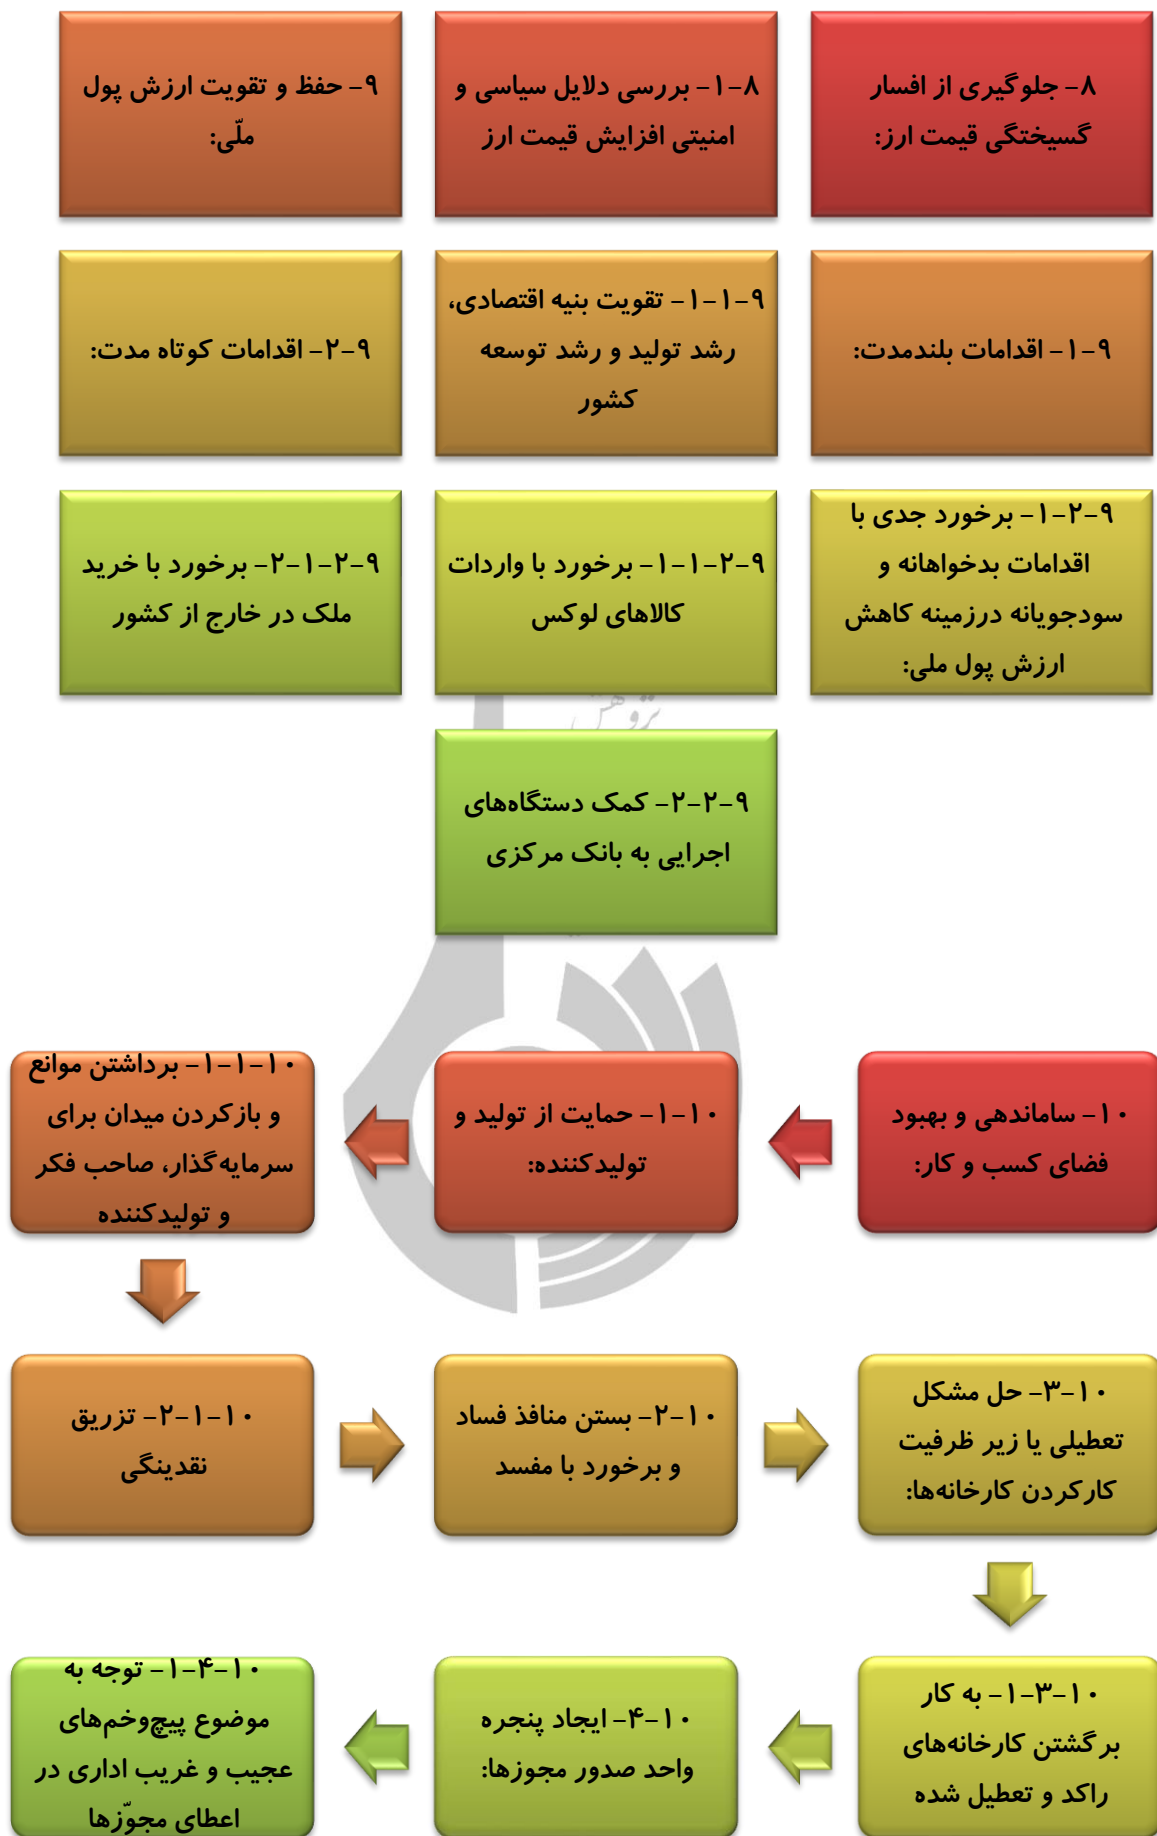 ۸- جلوگیری از افسار
گسیختگی قیمت ارز:
۸-۱- بررسی دلایل سیاسی و
امنیتی افزایش قیمت ارز
۹- حفظ و تقویت ارزش پول
ملّی:
۹-۱- اقدامات بلندمدت:
۹-۱-۱- تقویت بنیه اقتصادی،
رشد تولید و رشد توسعه
کشور
۹-۲- اقدامات کوتاه مدت:
۹-۲-۱- برخورد جدی با
اقدامات بدخواهانه و
سودجویانه درزمینه کاهش
ارزش پول ملی:
۹-۲-۱-۱- برخورد با واردات
کالاهای لوکس
۹-۲-۱-۲- برخورد با خرید
ملک در خارج از کشور
۹-۲-۲- کمک دستگاه‌های
اجرایی به بانک مرکزی
۱۰- ساماندهی و بهبود
فضای کسب و کار:
۱۰-۱- حمایت از تولید و
تولیدکننده:
۱۰-۱-۱- برداشتن موانع
و بازکردن میدان برای
سرمایه‌گذار، صاحب فکر
و تولیدکننده
۱۰-۱-۲- تزریق
نقدینگی
۱۰-۲- بستن منافذ فساد
و برخورد با مفسد
۱۰-۳- حل مشکل
تعطیلی یا زیر ظرفیت
کارکردن کارخانه‌ها:
۱۰-۳-۱- به کار
برگشتن کارخانه‌های
راکد و تعطیل شده
۱۰-۴- ایجاد پنجره
واحد صدور مجوزها:
۱۰-۴-۱- توجه به
موضوع پیچ‌وخم‌های
عجیب و غریب اداری در
اعطای مجوّزها